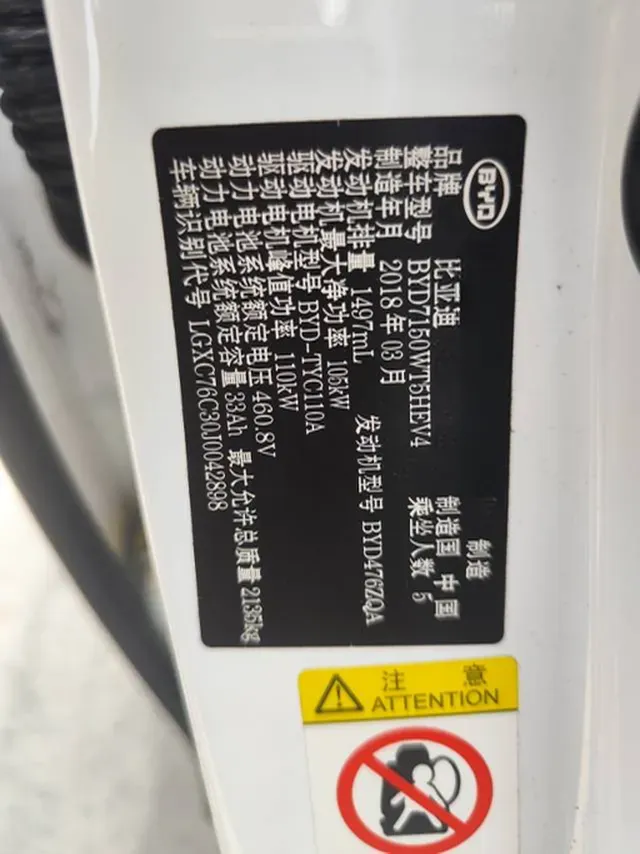 BYD
制造
品牌 比亚迪 制造国 中国
整车型号 BYD7150WT5HEV4 乘坐人数 5
制造年月 2018年03月
发动机排量 1497mL 发动机型号 BYD476ZQA
发动机最大净功率 105kW
驱动电机型号 BYD-TYC110A
驱动电机峰值功率 110kW
动力电池系统额定电压 460.8V
动力电池系统额定容量 33Ah 最大允许总质量 2135kg
车辆识别代号 LGXC76C30J0042898
注 意
ATTENTION